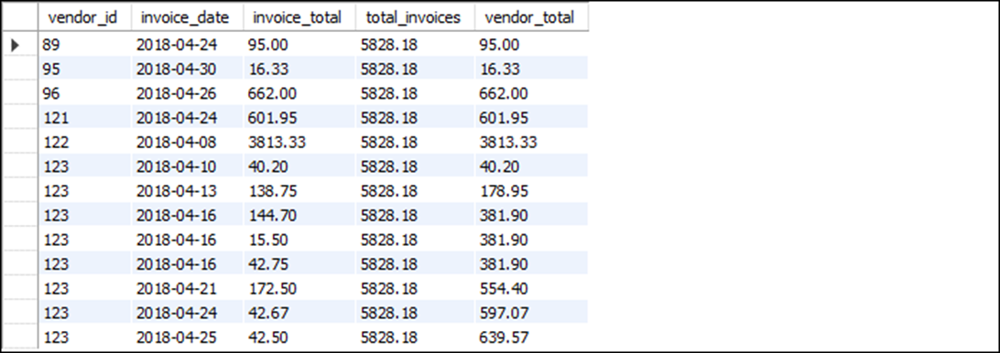 vendor_id invoice_date invoice_total total_invoices vendor_total
89 2018-04-24 95.00 5828.18 95.00
95 2018-04-30 16.33 5828.18 16.33
96 2018-04-26 662.00 5828.18 662.00
121 2018-04-24 601.95 5828.18 601.95
122 2018-04-08 3813.33 5828.18 3813.33
123 2018-04-10 40.20 5828.18 40.20
123 2018-04-13 138.75 5828.18 178.95
123 2018-04-16 144.70 5828.18 381.90
123 2018-04-16 15.50 5828.18 381.90
123 2018-04-16 42.75 5828.18 381.90
123 2018-04-21 172.50 5828.18 554.40
123 2018-04-24 42.67 5828.18 597.07
123 2018-04-25 42.50 5828.18 639.57